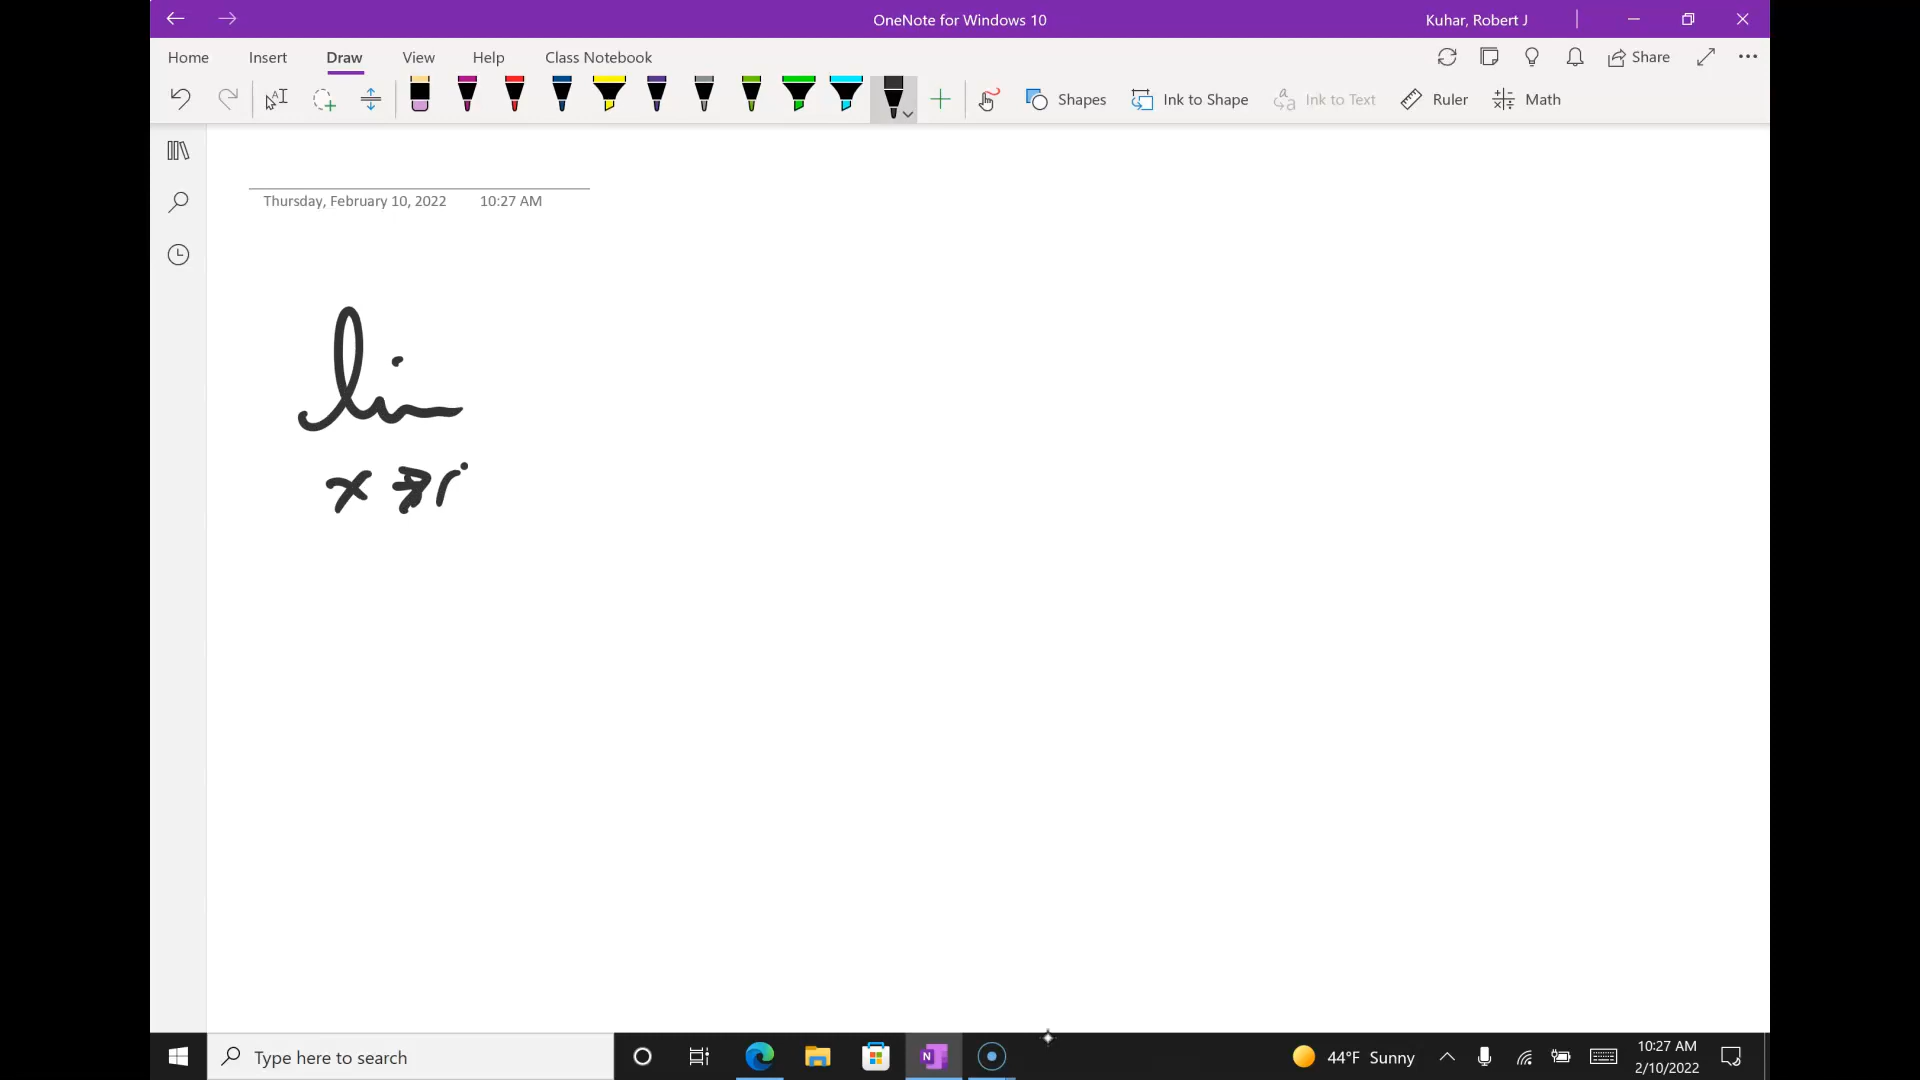 OneNote for Windows 10
Kuhar, Robert J
Home Insert Draw View Help Class Notebook Share
Shapes Ink to Shape Ink to Text Ruler Math
Thursday, February 10, 2022 10:27 AM
lim
x →
Type here to search
44°F Sunny
10:27 AM
2/10/2022